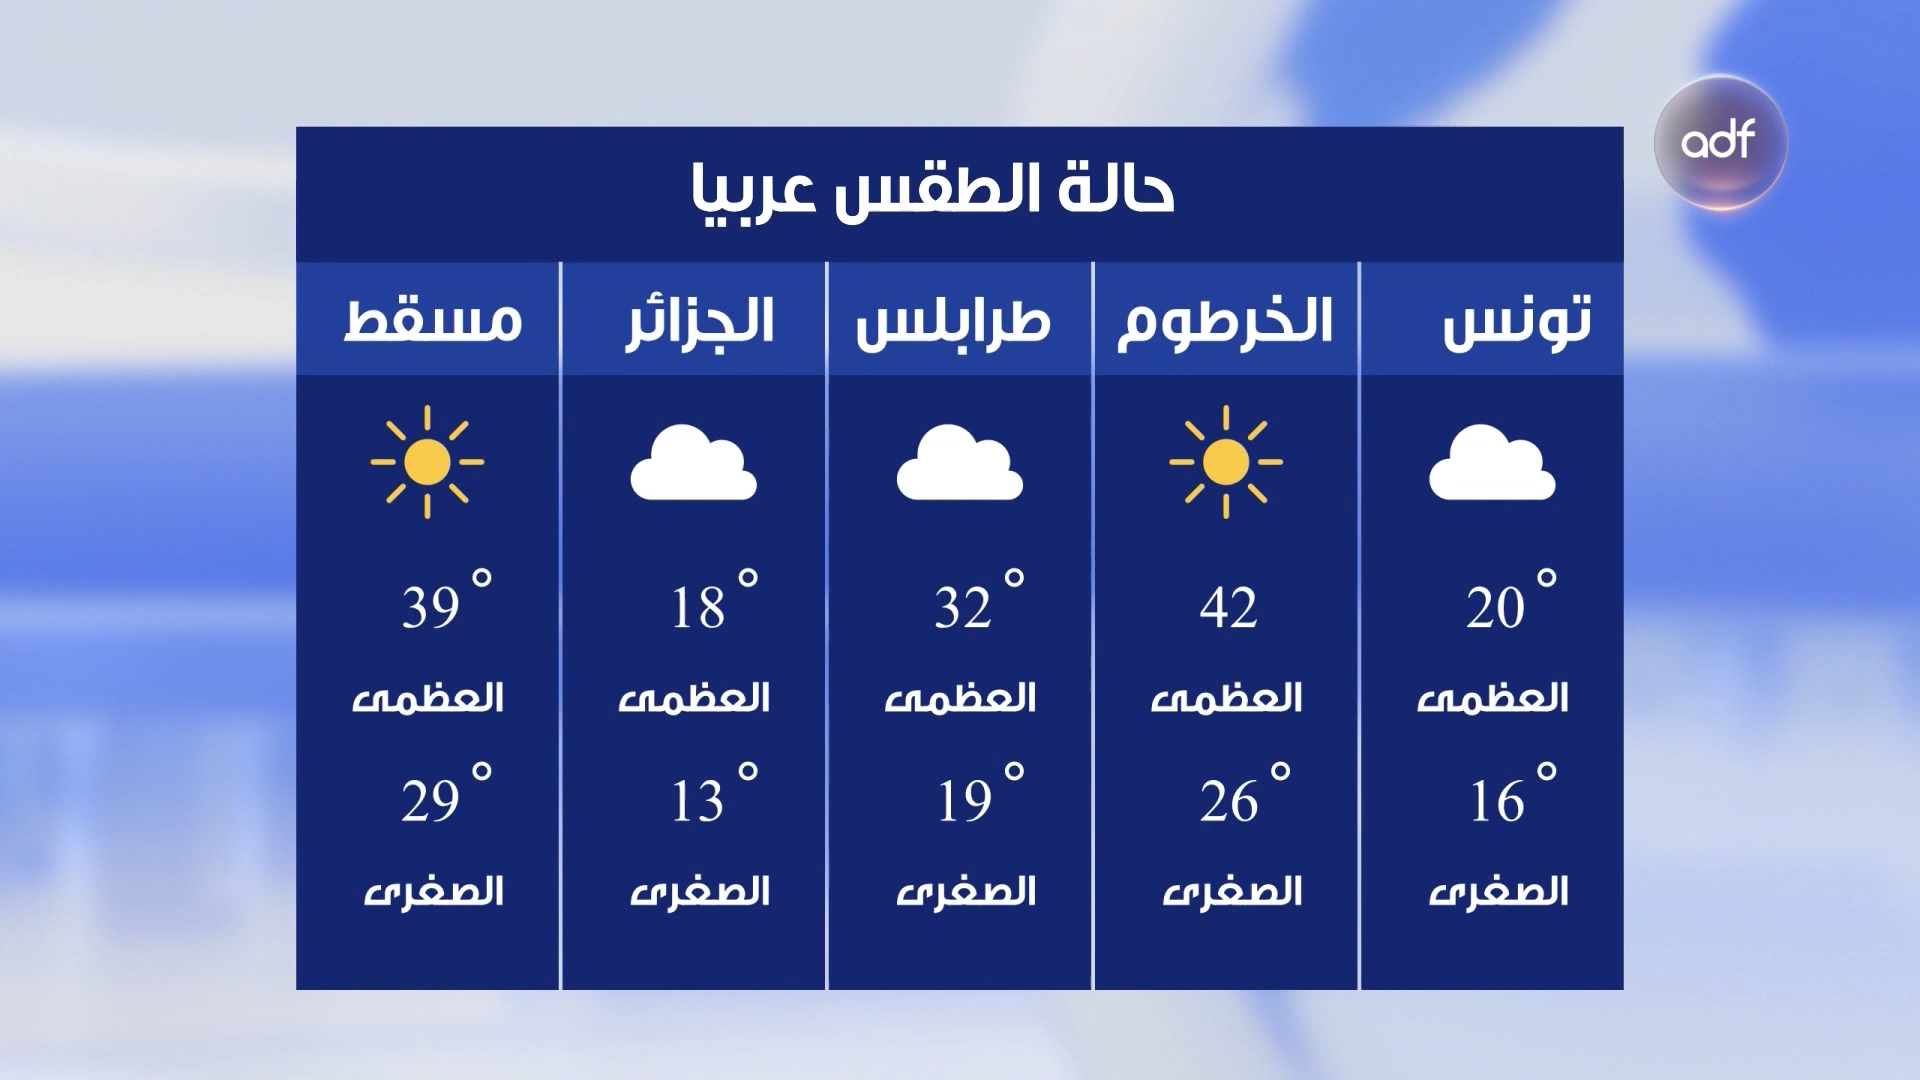 adf
حالة الطقس عربيا
تونس الخرطوم طرابلس الجزائر مسقط
20° 42 32° 18° 39°
العظمى العظمى العظمى العظمى العظمى
16° 26° 19° 13° 29°
الصغرى الصغرى الصغرى الصغرى الصغرى